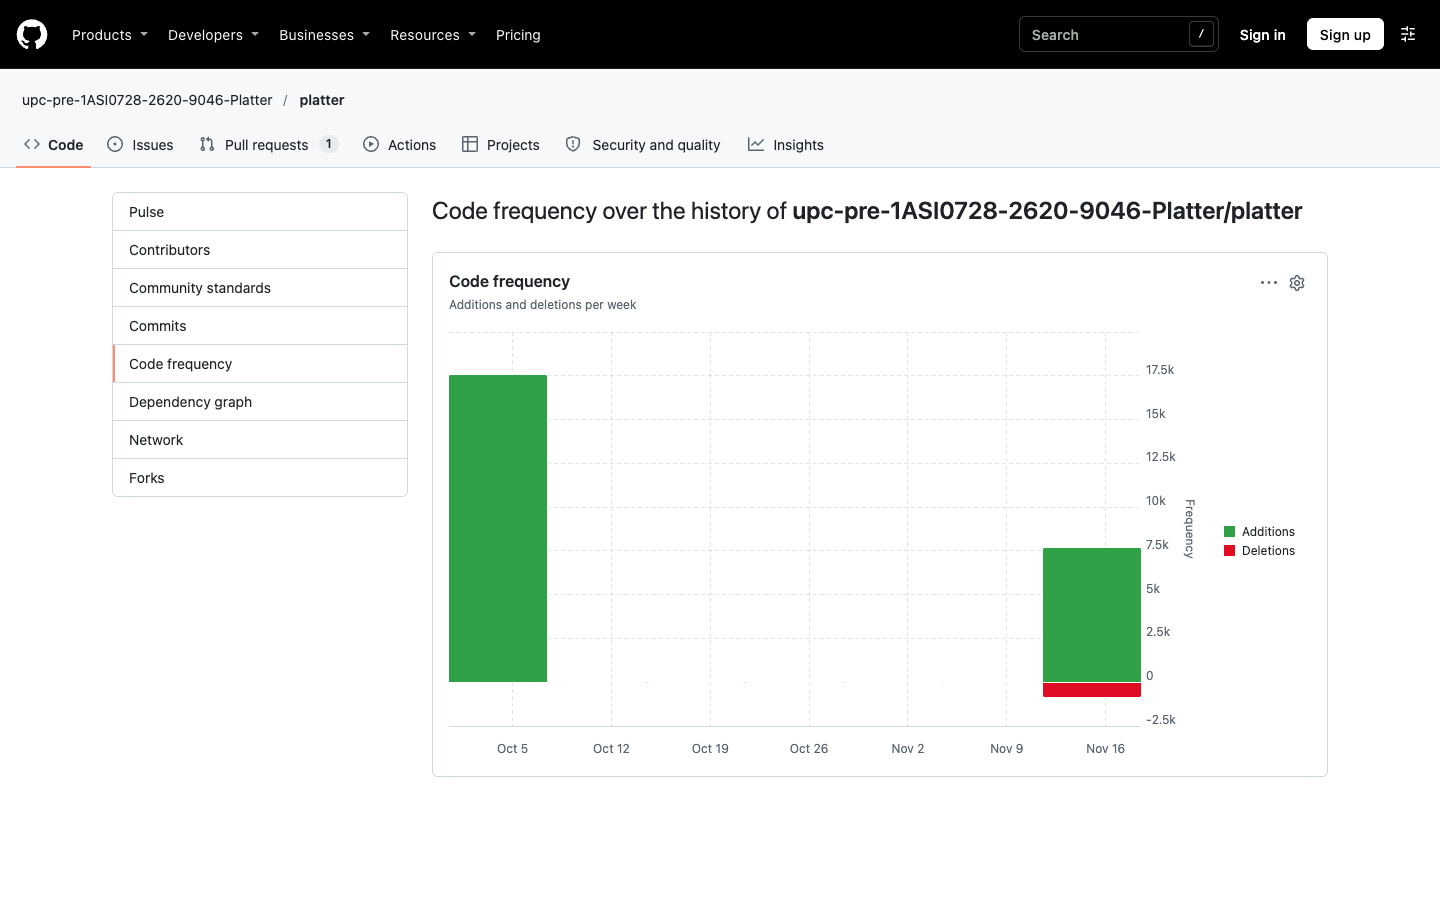 Products Developers Businesses Resources Pricing Search / Sign in Sign up
upc-pre-1ASI0728-2620-9046-Platter / platter
Code Issues Pull requests 1 Actions Projects Security and quality Insights
Pulse
Contributors
Community standards
Commits
Code frequency
Dependency graph
Network
Forks
Code frequency over the history of upc-pre-1ASI0728-2620-9046-Platter/platter
Code frequency
Additions and deletions per week
17.5k
15k
12.5k
10k
7.5k
5k
2.5k
0
-2.5k
Frequency
Additions
Deletions
Oct 5 Oct 12 Oct 19 Oct 26 Nov 2 Nov 9 Nov 16